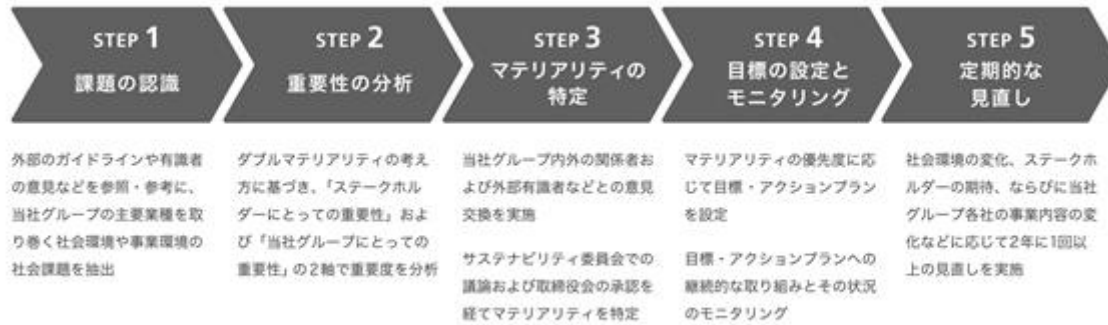 STEP 1
課題の認識
外部のガイドラインや有識者
の意見などを参照・参考に、
当社グループの主要業種を取
り巻く社会環境や事業環境の
社会課題を抽出
STEP 2
重要性の分析
ダブルマテリアリティの考え
方に基づき、「ステークホル
ダーにとっての重要性」およ
び「当社グループにとっての
重要性」の2軸で重要度を分析
STEP 3
マテリアリティの
特定
当社グループ内外の関係者お
よび外部有識者などとの意見
交換を実施
サステナビリティ委員会での
議論および取締役会の承認を
経てマテリアリティを特定
STEP 4
目標の設定と
モニタリング
マテリアリティの優先度に応
じて目標・アクションプラン
を設定
目標・アクションプランへの
継続的な取り組みとその状況
のモニタリング
STEP 5
定期的な
見直し
社会環境の変化、ステークホ
ルダーの期待、ならびに当社
グループ各社の事業内容の変
化などに応じて2年に1回以
上の見直しを実施